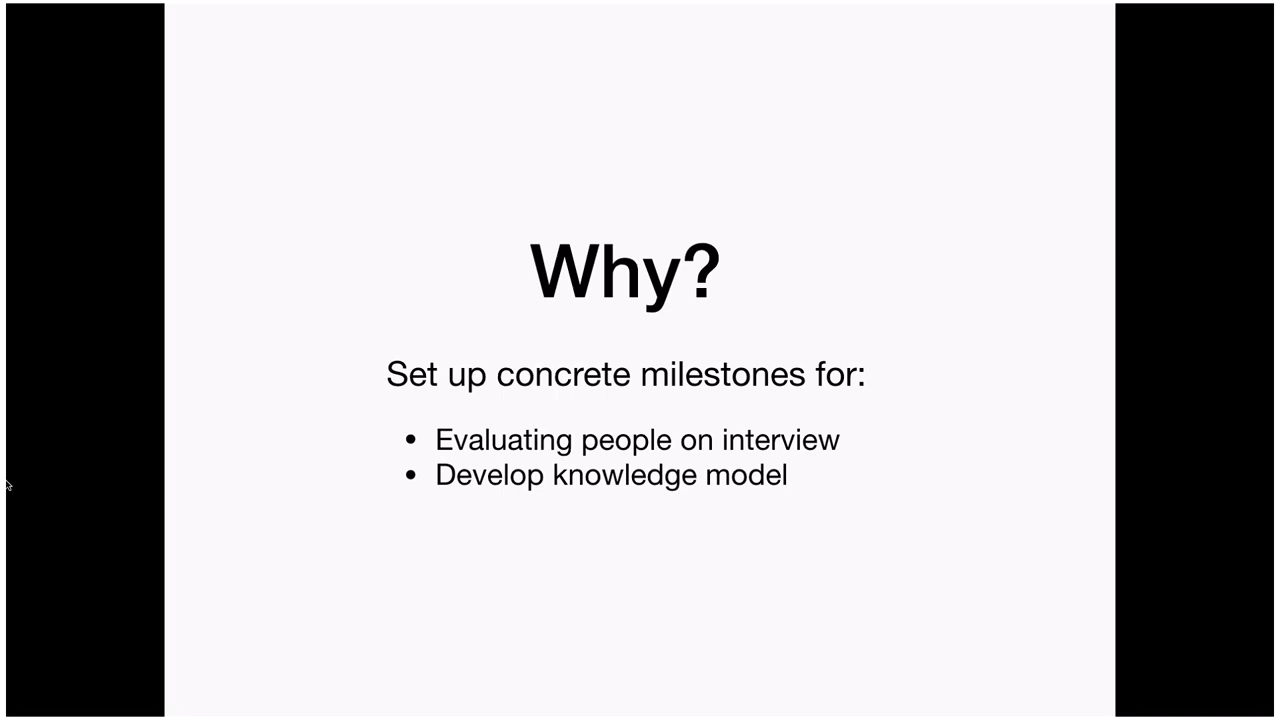 Why?
Set up concrete milestones for:
• Evaluating people on interview
• Develop knowledge model